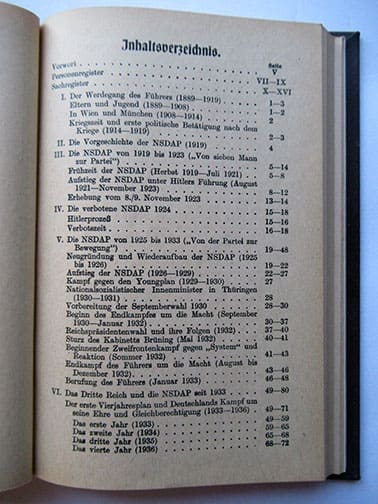 Inhaltsverzeichnis.
Seite
Vorwort . . . . . . . . . . V
Personenregister . . . . . . . . . . VII—IX
Sachregister . . . . . . . . . . X—XVI
I. Der Werdegang des Führers (1889—1919) . . . . 1—3
Eltern und Jugend (1889—1908) . . . . . . 1—2
In Wien und München (1908—1914) . . . . . 2
Kriegszeit und erste politische Betätigung nach dem
Kriege (1914—1919) . . . . . . . . 2—3
II. Die Vorgeschichte der NSDAP (1919) . . . . . 4
III. Die NSDAP von 1919 bis 1923 („Von sieben Mann
zur Partei") . . . . . . . . . . 5—14
Frühzeit der NSDAP (Herbst 1919—Juli 1921) . . 5—8
Aufstieg der NSDAP unter Hitlers Führung (August
1921—November 1923) . . . . . . . 8—12
Erhebung vom 8./9. November 1923 . . . . . 13—14
IV. Die verbotene NSDAP 1924 . . . . . . . 15—18
Hitlerprozeß . . . . . . . . . . 15—16
Verbotszeit . . . . . . . . . . 16—18
V. Die NSDAP von 1925 bis 1933 („Von der Partei zur
Bewegung") . . . . . . . . . . 19—48
Neugründung und Wiederaufbau der NSDAP (1925
bis 1926) . . . . . . . . . . 19—22
Aufstieg der NSDAP (1926—1929) . . . . . 22—27
Kampf gegen den Youngplan (1929—1930) . . . 27
Nationalsozialistischer Innenminister in Thüringen
(1930—1931) . . . . . . . . . 28
Vorbereitung der Septemberwahl 1930 . . . . 28—30
Beginn des Endkampfes um die Macht (September
1930—Januar 1932) . . . . . . . . 30—37
Reichspräsidentenwahl und ihre Folgen (1932) . . 37—40
Sturz des Kabinetts Brüning (Mai 1932) . . . . 40—41
Beginnender Zweifrontenkampf gegen „System" und
Reaktion (Sommer 1932) . . . . . . . 41—43
Endkampf des Führers um die Macht (August bis
Dezember 1932) . . . . . . . . . 43—46
Berufung des Führers (Januar 1933) . . . . . 46—48
VI. Das Dritte Reich und die NSDAP seit 1933 . . . 49—80
Der erste Vierjahresplan und Deutschlands Kampf um
seine Ehre und Gleichberechtigung (1933—1936) . . 49—71
Das erste Jahr (1933) . . . . . . . . 49—59
Das zweite Jahr (1934) . . . . . . . . 59—65
Das dritte Jahr (1935) . . . . . . . . 65—68
Das vierte Jahr (1936) . . . . . . . . 68—72